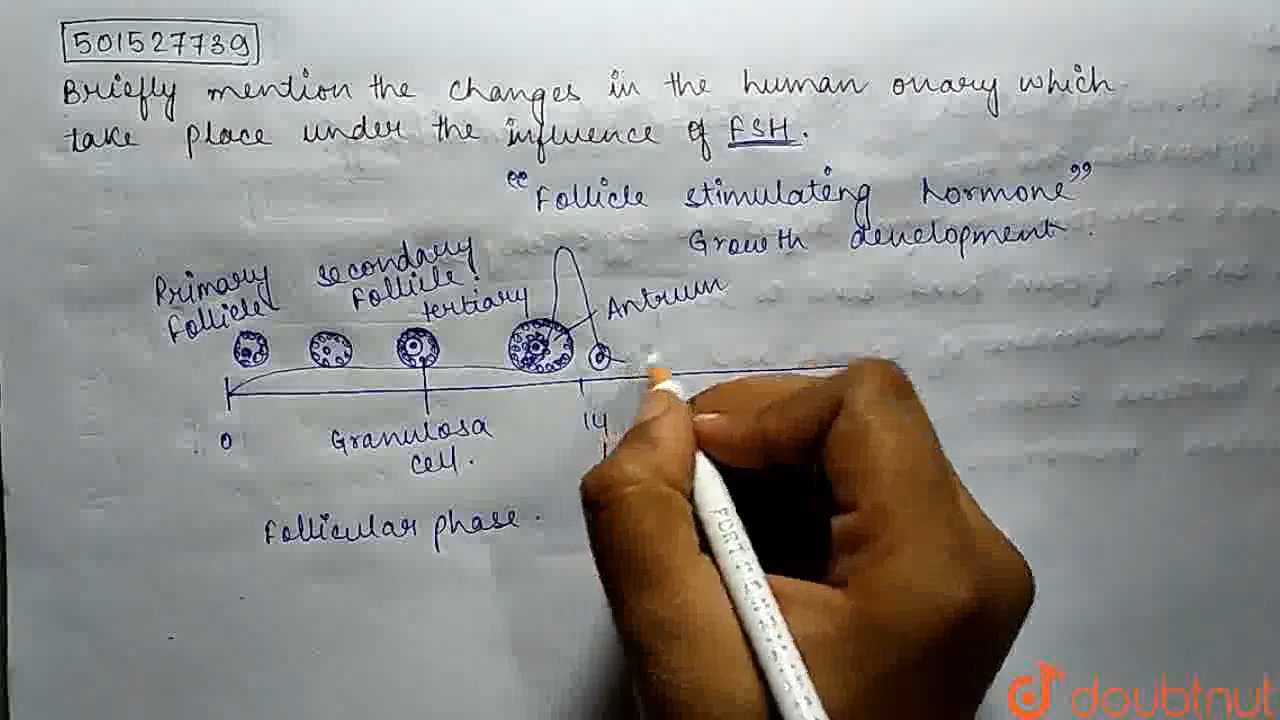 501527739
Briefly mention the changes in the human ovary which
take place under the influence of FSH.
"Follicle stimulating hormone"
Growth development.
Primary
follicle
secondary
follicle.
tertiary
Antrum
0
14
Granulosa
cell.
Follicular phase.
doubtnut